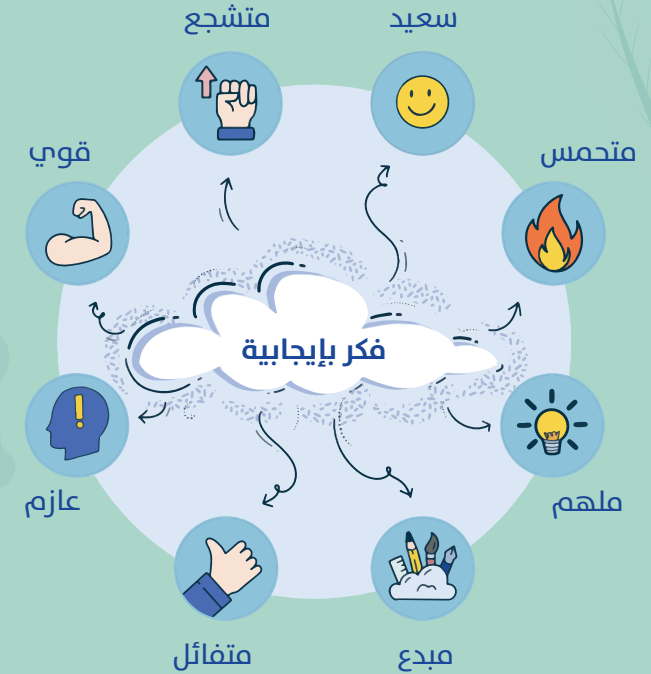 سعيد
متشجع
متحمس
قوي
فكر بإيجابية
ملهم
عازم
مبدع
متفائل